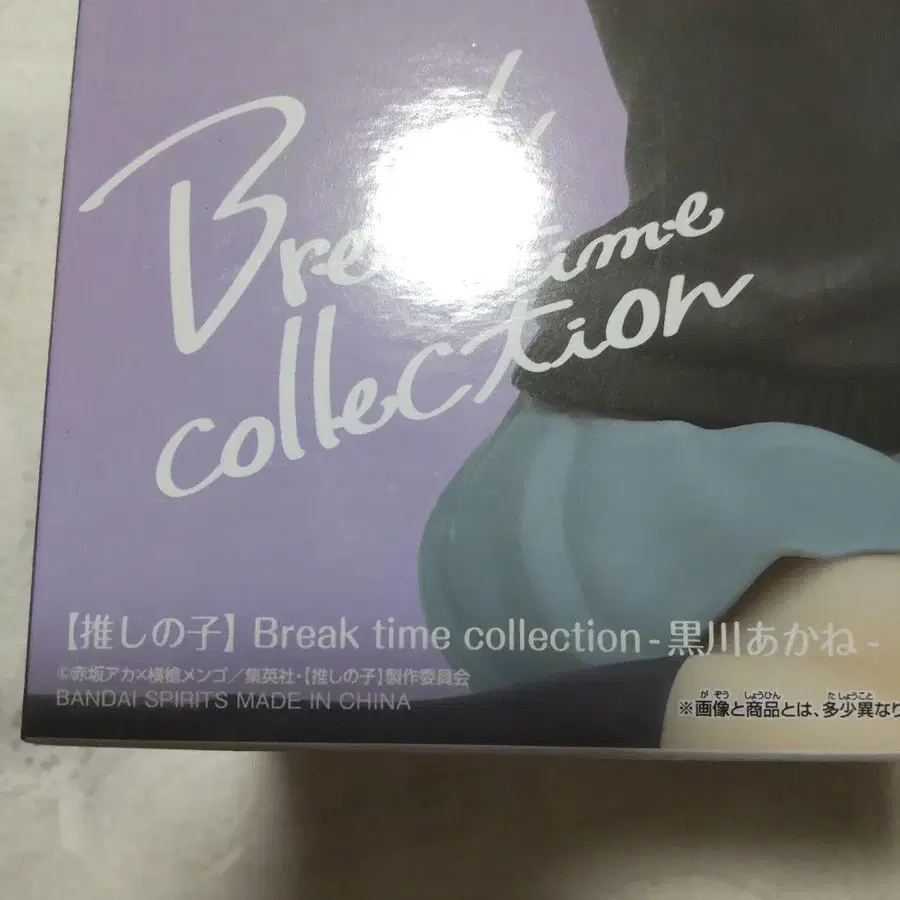 Break time
collection
【推しの子】Break time collection-黒川あかね-
©赤坂アカ×横槍メンゴ/集英社・【推しの子】製作委員会
BANDAI SPIRITS MADE IN CHINA
※画像と商品とは、多少異なり